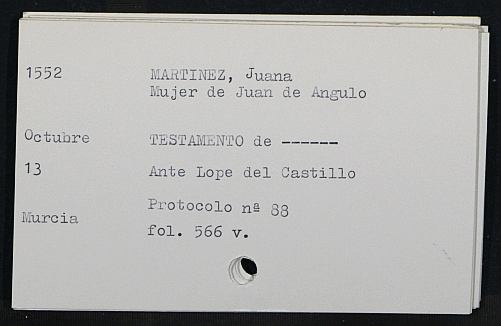 1552 MARTINEZ, Juana
Mujer de Juan de Angulo
Octubre TESTAMENTO de ------
13 Ante Lope del Castillo
Murcia Protocolo nª 88
fol. 566 v.